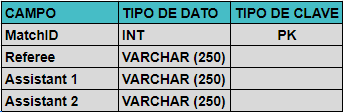 CAMPO TIPO DE DATO TIPO DE CLAVE
MatchID INT PK
Referee VARCHAR (250)
Assistant 1 VARCHAR (250)
Assistant 2 VARCHAR (250)